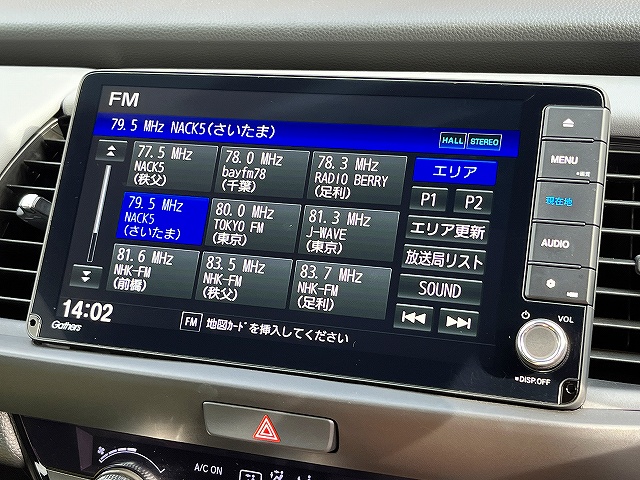 FM
79.5 MHz NACK5(さいたま)
HALL STEREO
77.5 MHz
NACK5
(秩父)
78.0 MHz
bayfm78
(千葉)
78.3 MHz
RADIO BERRY
(足利)
エリア
P1 P2
79.5 MHz
NACK5
(さいたま)
80.0 MHz
TOKYO FM
(東京)
81.3 MHz
J-WAVE
(東京)
エリア更新
放送局リスト
81.6 MHz
NHK-FM
(前橋)
83.5 MHz
NHK-FM
(秩父)
83.7 MHz
NHK-FM
(足利)
SOUND
14:02
Gathers
FM 地図ｶｰﾄﾞを挿入してください
MENU
現在地
AUDIO
VOL
DISP.OFF
A/C ON